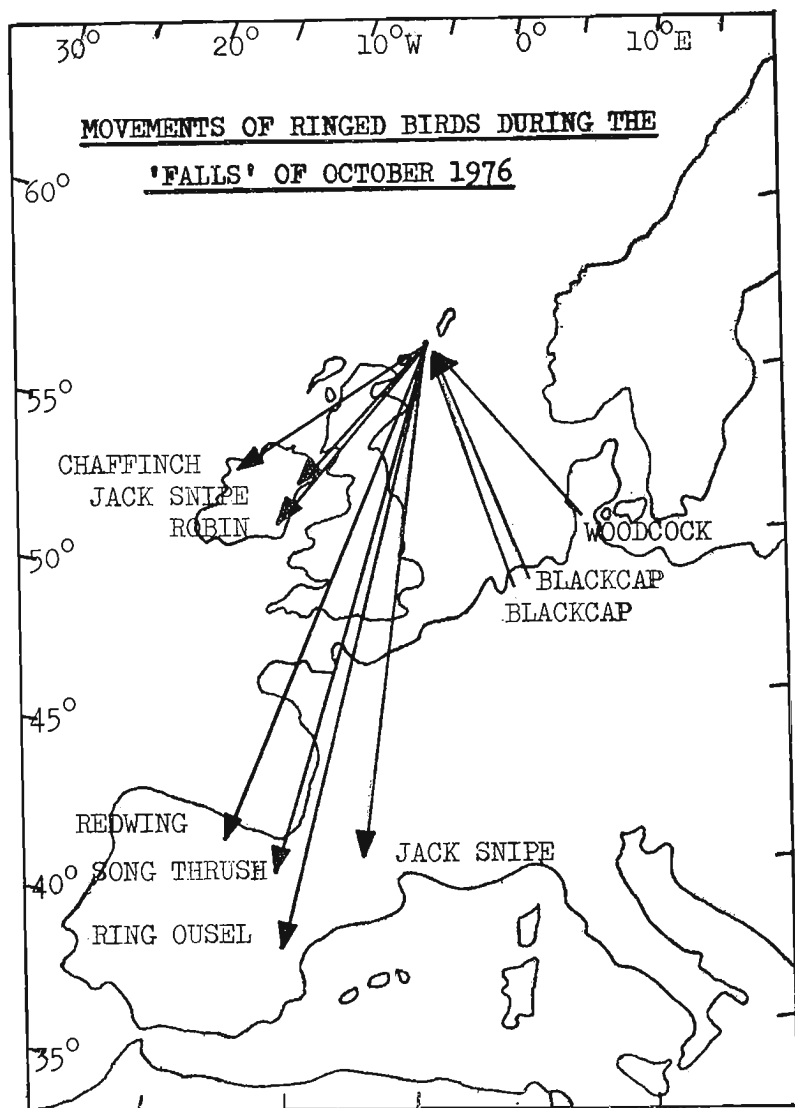 30° 20° 10°W 0° 10°E
MOVEMENTS OF RINGED BIRDS DURING THE
'FALLS' OF OCTOBER 1976
60°
55°
CHAFFINCH
JACK SNIPE
ROBIN
WOODCOCK
50°
BLACKCAP
BLACKCAP
45°
REDWING
JACK SNIPE
40° SONG THRUSH
RING OUSEL
35°